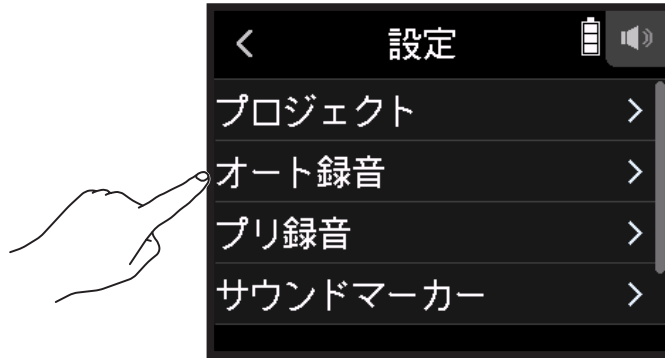 設定
プロジェクト
オート録音
プリ録音
サウンドマーカー